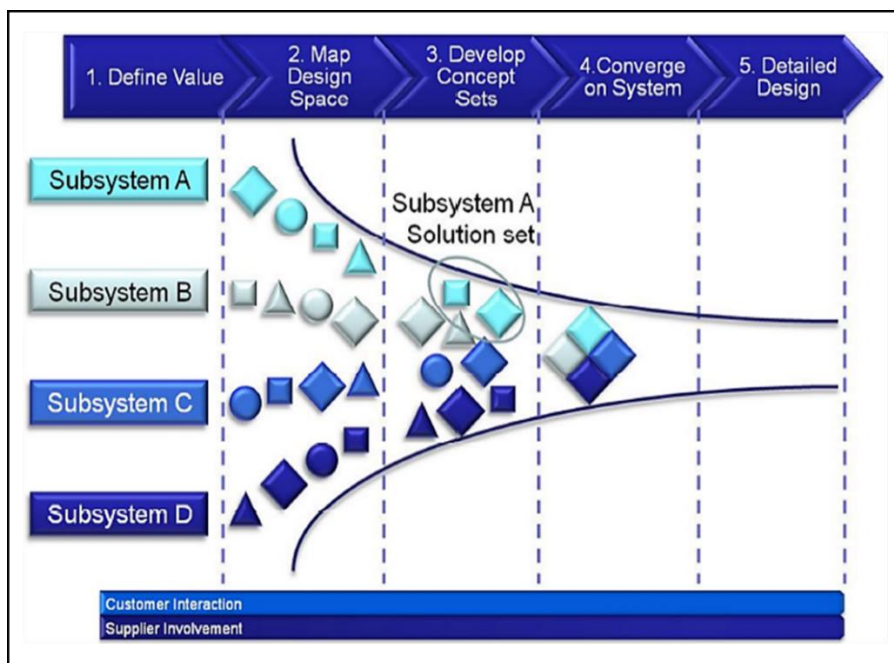 1. Define Value
2. Map
Design
Space
3. Develop
Concept
Sets
4.Converge
on System
5. Detailed
Design
Subsystem A
Subsystem A
Solution set
Subsystem B
Subsystem C
Subsystem D
Customer Interaction
Supplier Involvement